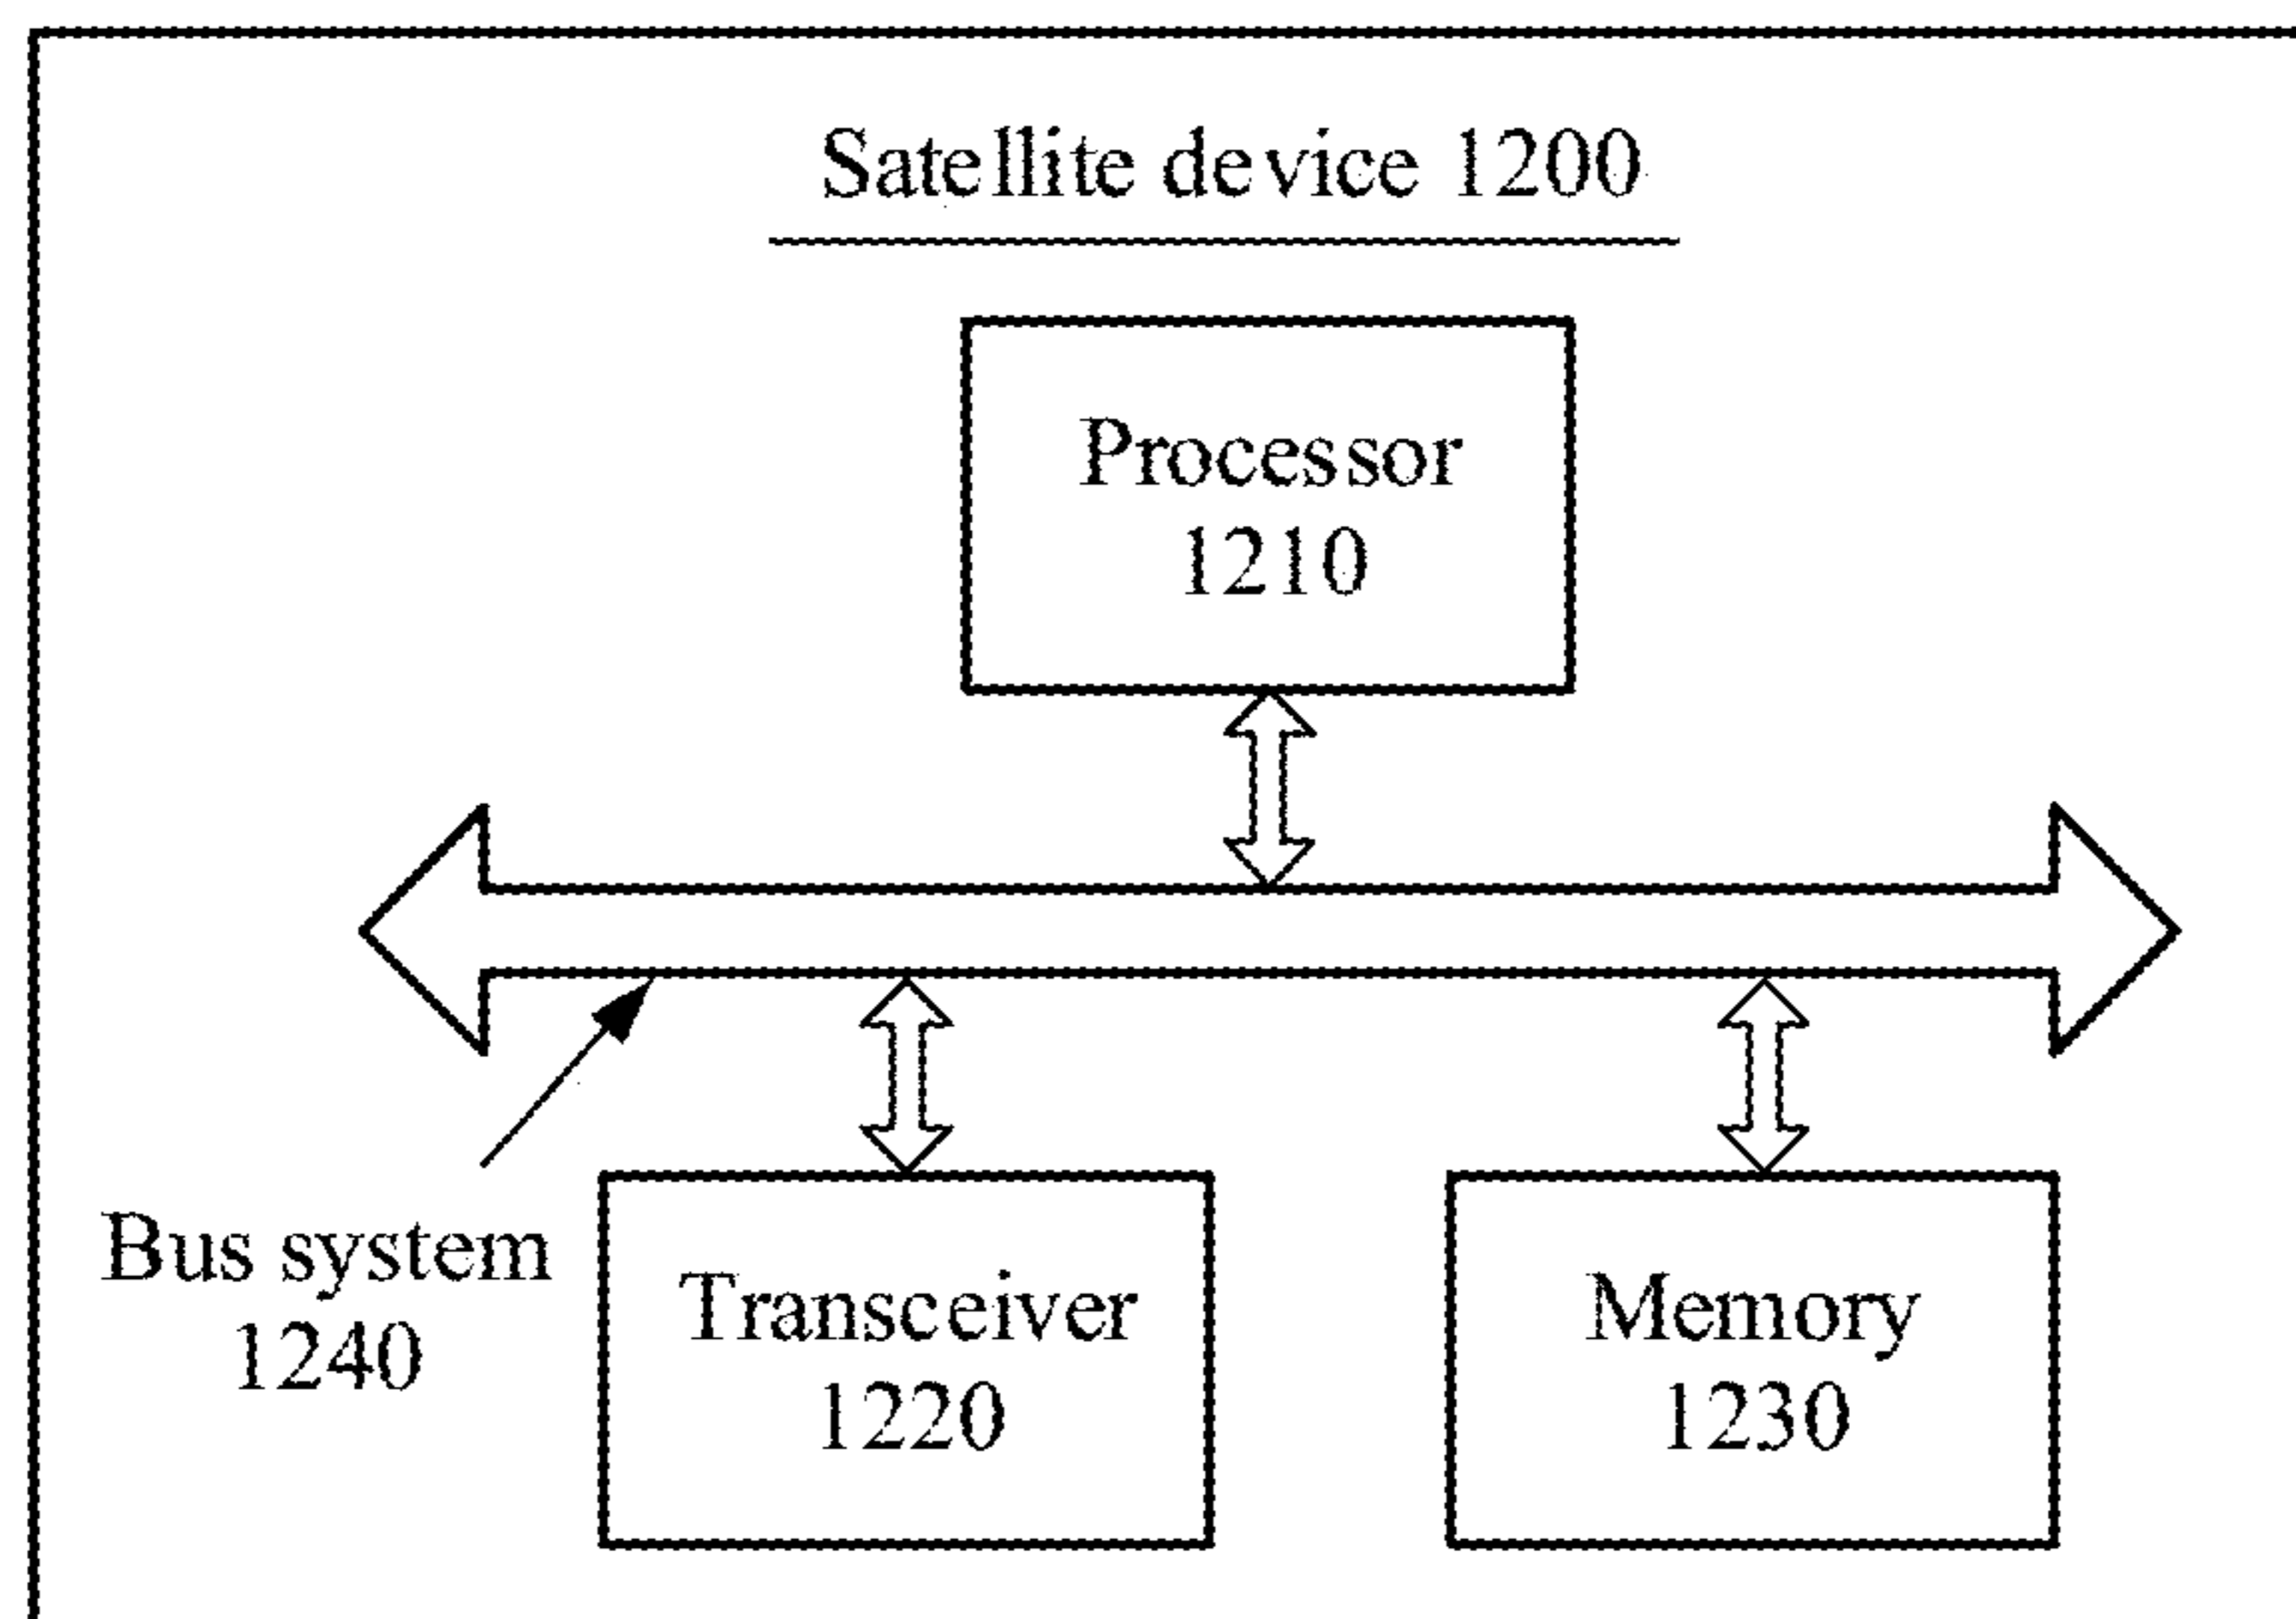 Satellite device 1200
Processor
1210
Bus system
1240
Transceiver
1220
Memory
1230